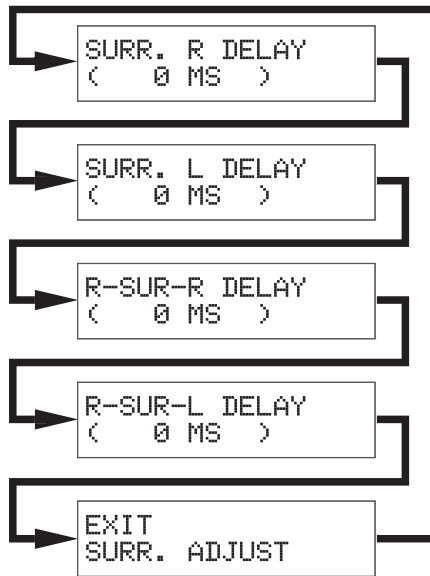 SURR. R DELAY
(   0 MS  )
SURR. L DELAY
(   0 MS  )
R-SUR-R DELAY
(   0 MS  )
R-SUR-L DELAY
(   0 MS  )
EXIT
SURR. ADJUST